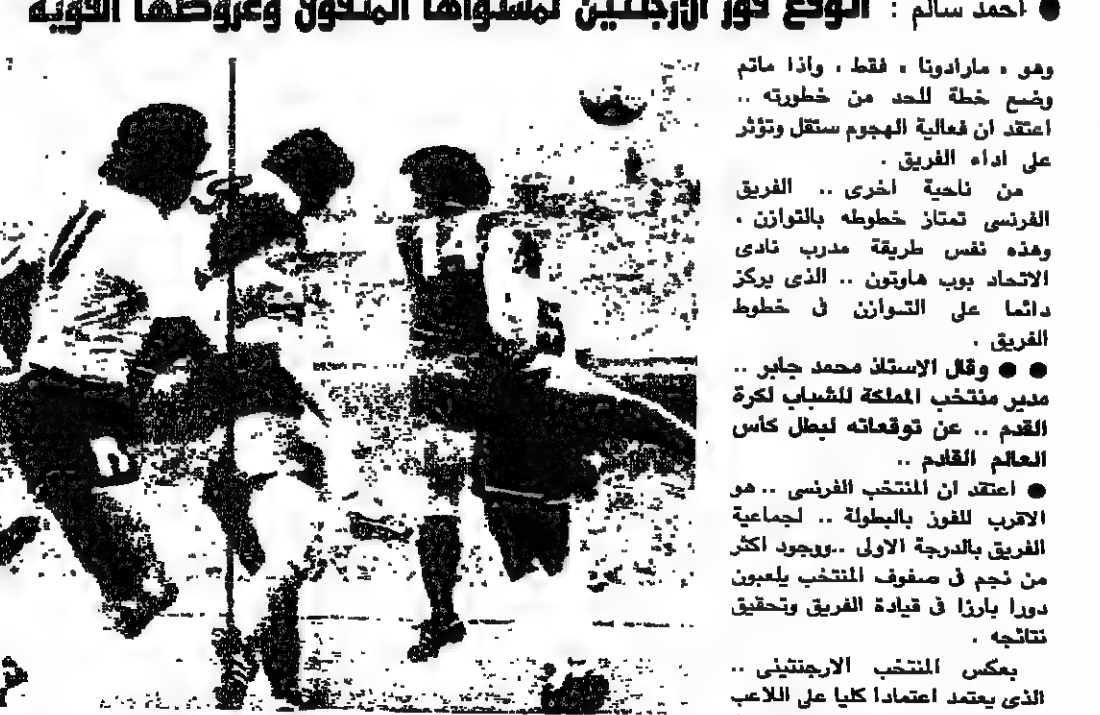 ● احمد سالم : اتوقع فوز الارجنتين لمستواها المتفوق وعروضها القوية
وهو « مارادونا » فقط ، واذا ماتم
وضع خطة للحد من خطورته ..
اعتقد ان فعالية الهجوم ستقل وتؤثر
على اداء الفريق .
من ناحية اخرى .. الفريق
الفرنسى تمتاز خطوطه بالتوازن ،
وهذه نفس طريقة مدرب نادى
الاتحاد بوب هاوتون .. الذى يركز
دائما على التوازن فى خطوط
الفريق .
● ● وقال الاستاذ محمد جابر ..
مدير منتخب المملكة للشباب لكرة
القدم .. عن توقعاته لبطل كأس
العالم القادم ..
● اعتقد ان المنتخب الفرنسى .. هو
الاقرب للفوز بالبطولة .. لجماعية
الفريق بالدرجة الاولى ..ووجود اكثر
من نجم فى صفوف المنتخب يلعبون
دورا بارزا فى قيادة الفريق وتحقيق
نتائجه .
بعكس المنتخب الارجنتينى ..
الذى يعتمد اعتمادا كليا على اللاعب